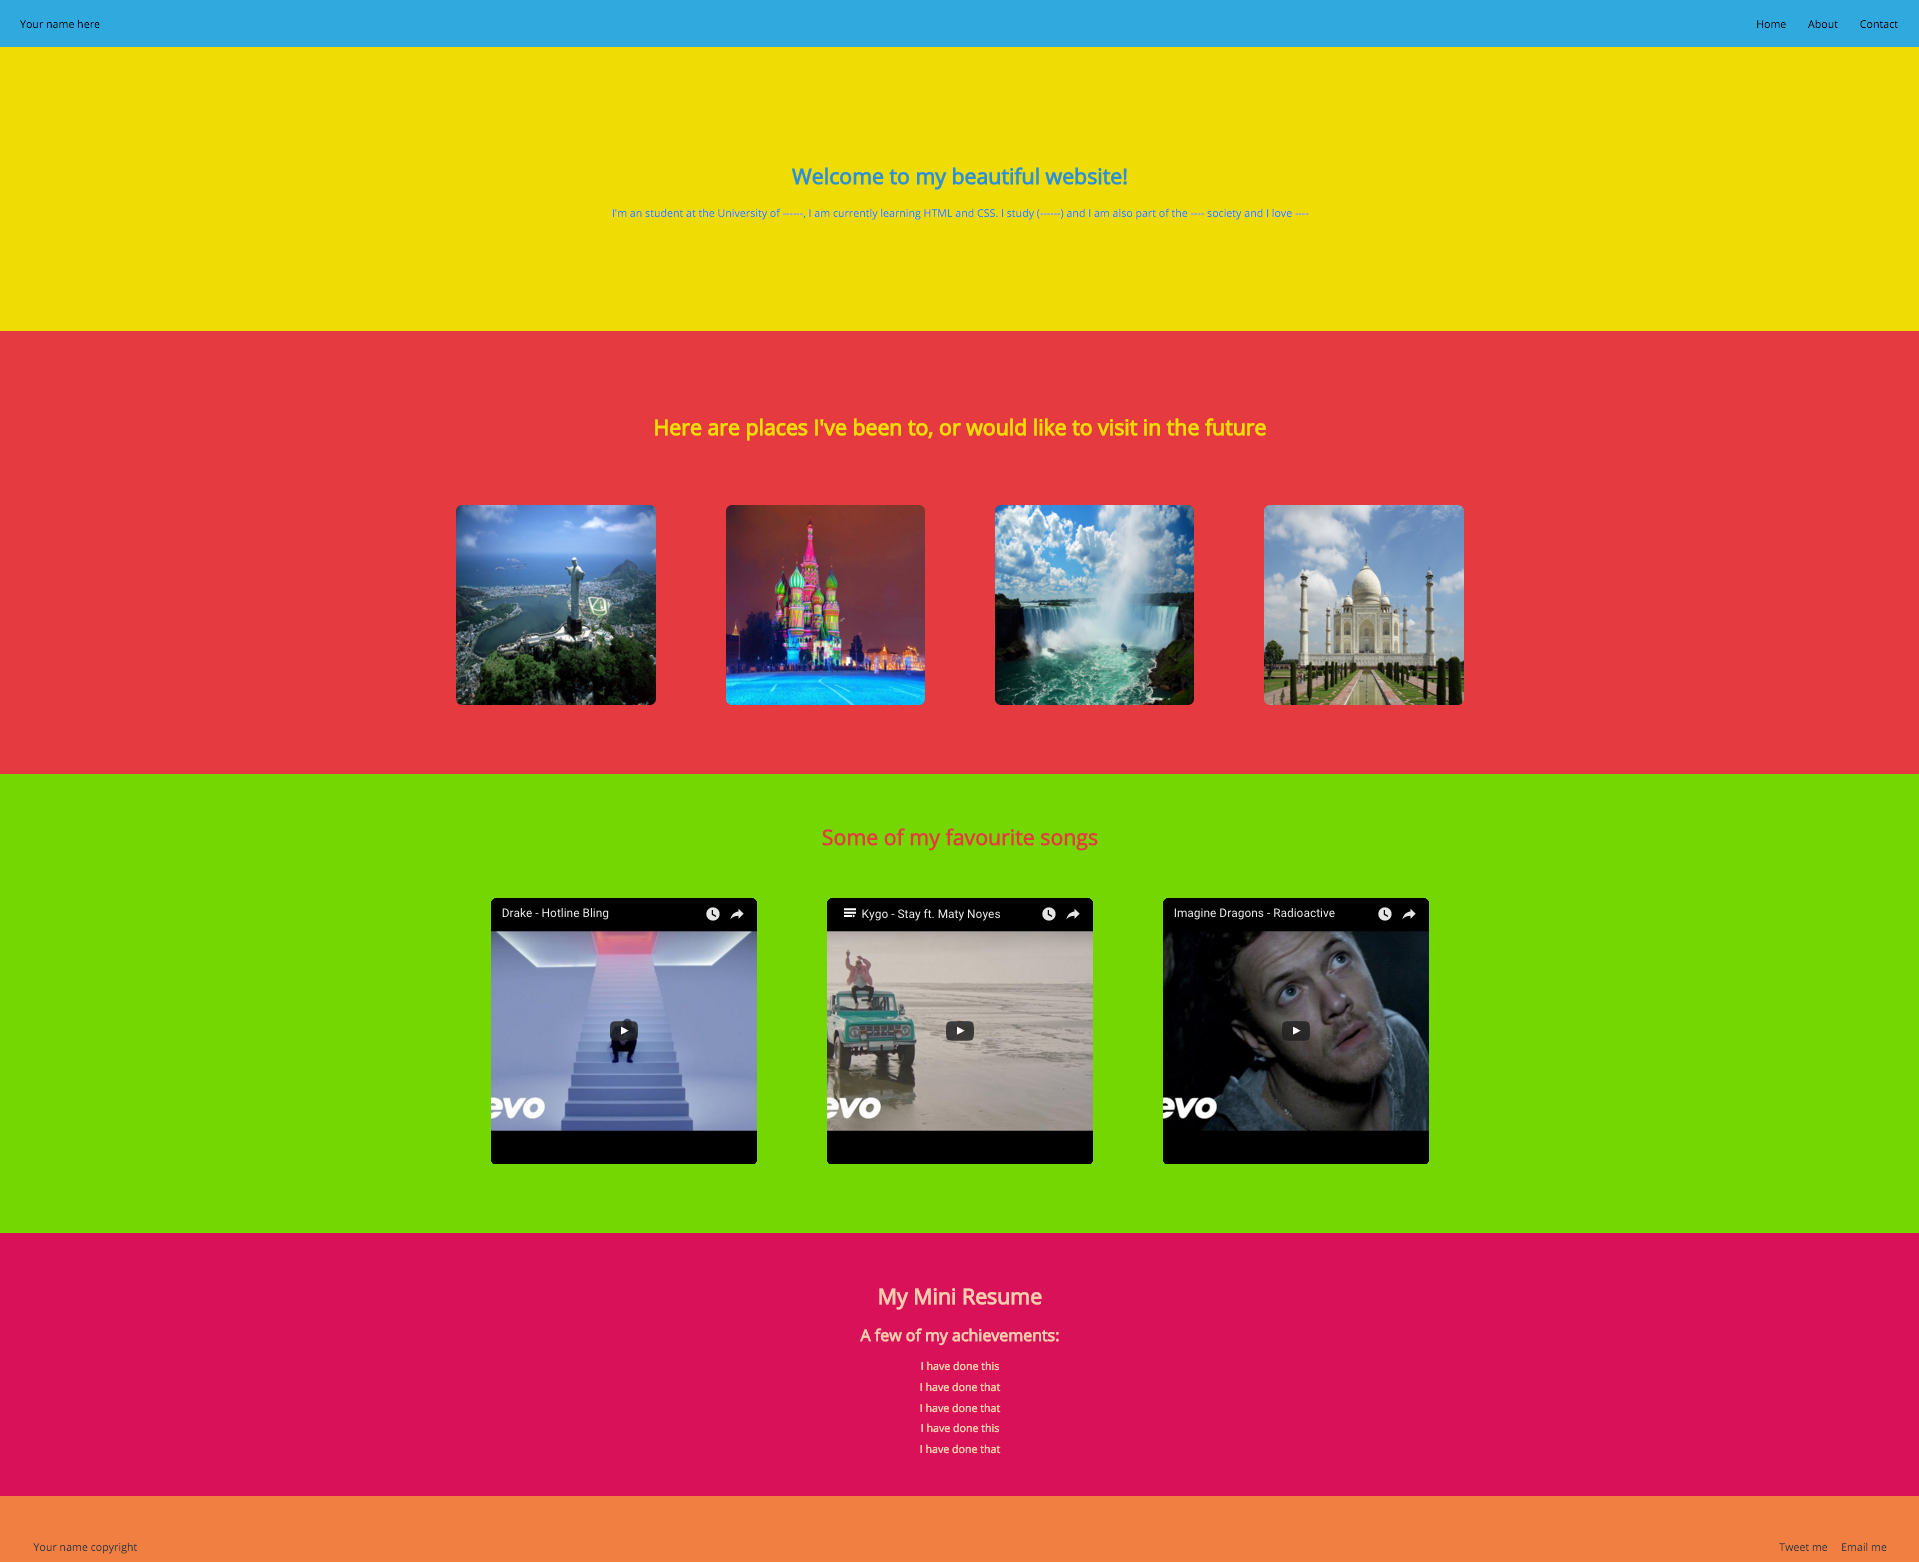 Your name here
Home About Contact
Welcome to my beautiful website!
I'm an student at the University of ------, I am currently learning HTML and CSS. I study (------) and I am also part of the ---- society and I love ----
Here are places I've been to, or would like to visit in the future
Some of my favourite songs
Drake - Hotline Bling
Kygo - Stay ft. Maty Noyes
Imagine Dragons - Radioactive
evo
evo
evo
My Mini Resume
A few of my achievements:
I have done this
I have done that
I have done that
I have done this
I have done that
Your name copyright
Tweet me Email me